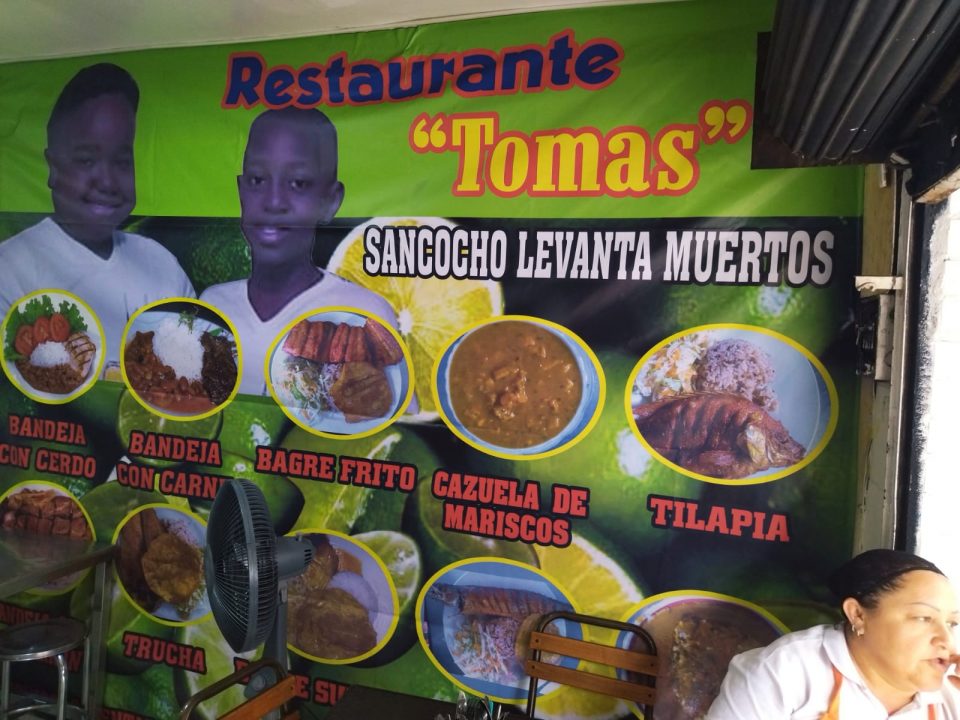 Restaurante
"Tomas"
SANCOCHO LEVANTA MUERTOS
BANDEJA
CON CERDO
BANDEJA
CON CARNE
BAGRE FRITO
CAZUELA DE
MARISCOS
TILAPIA
TRUCHA